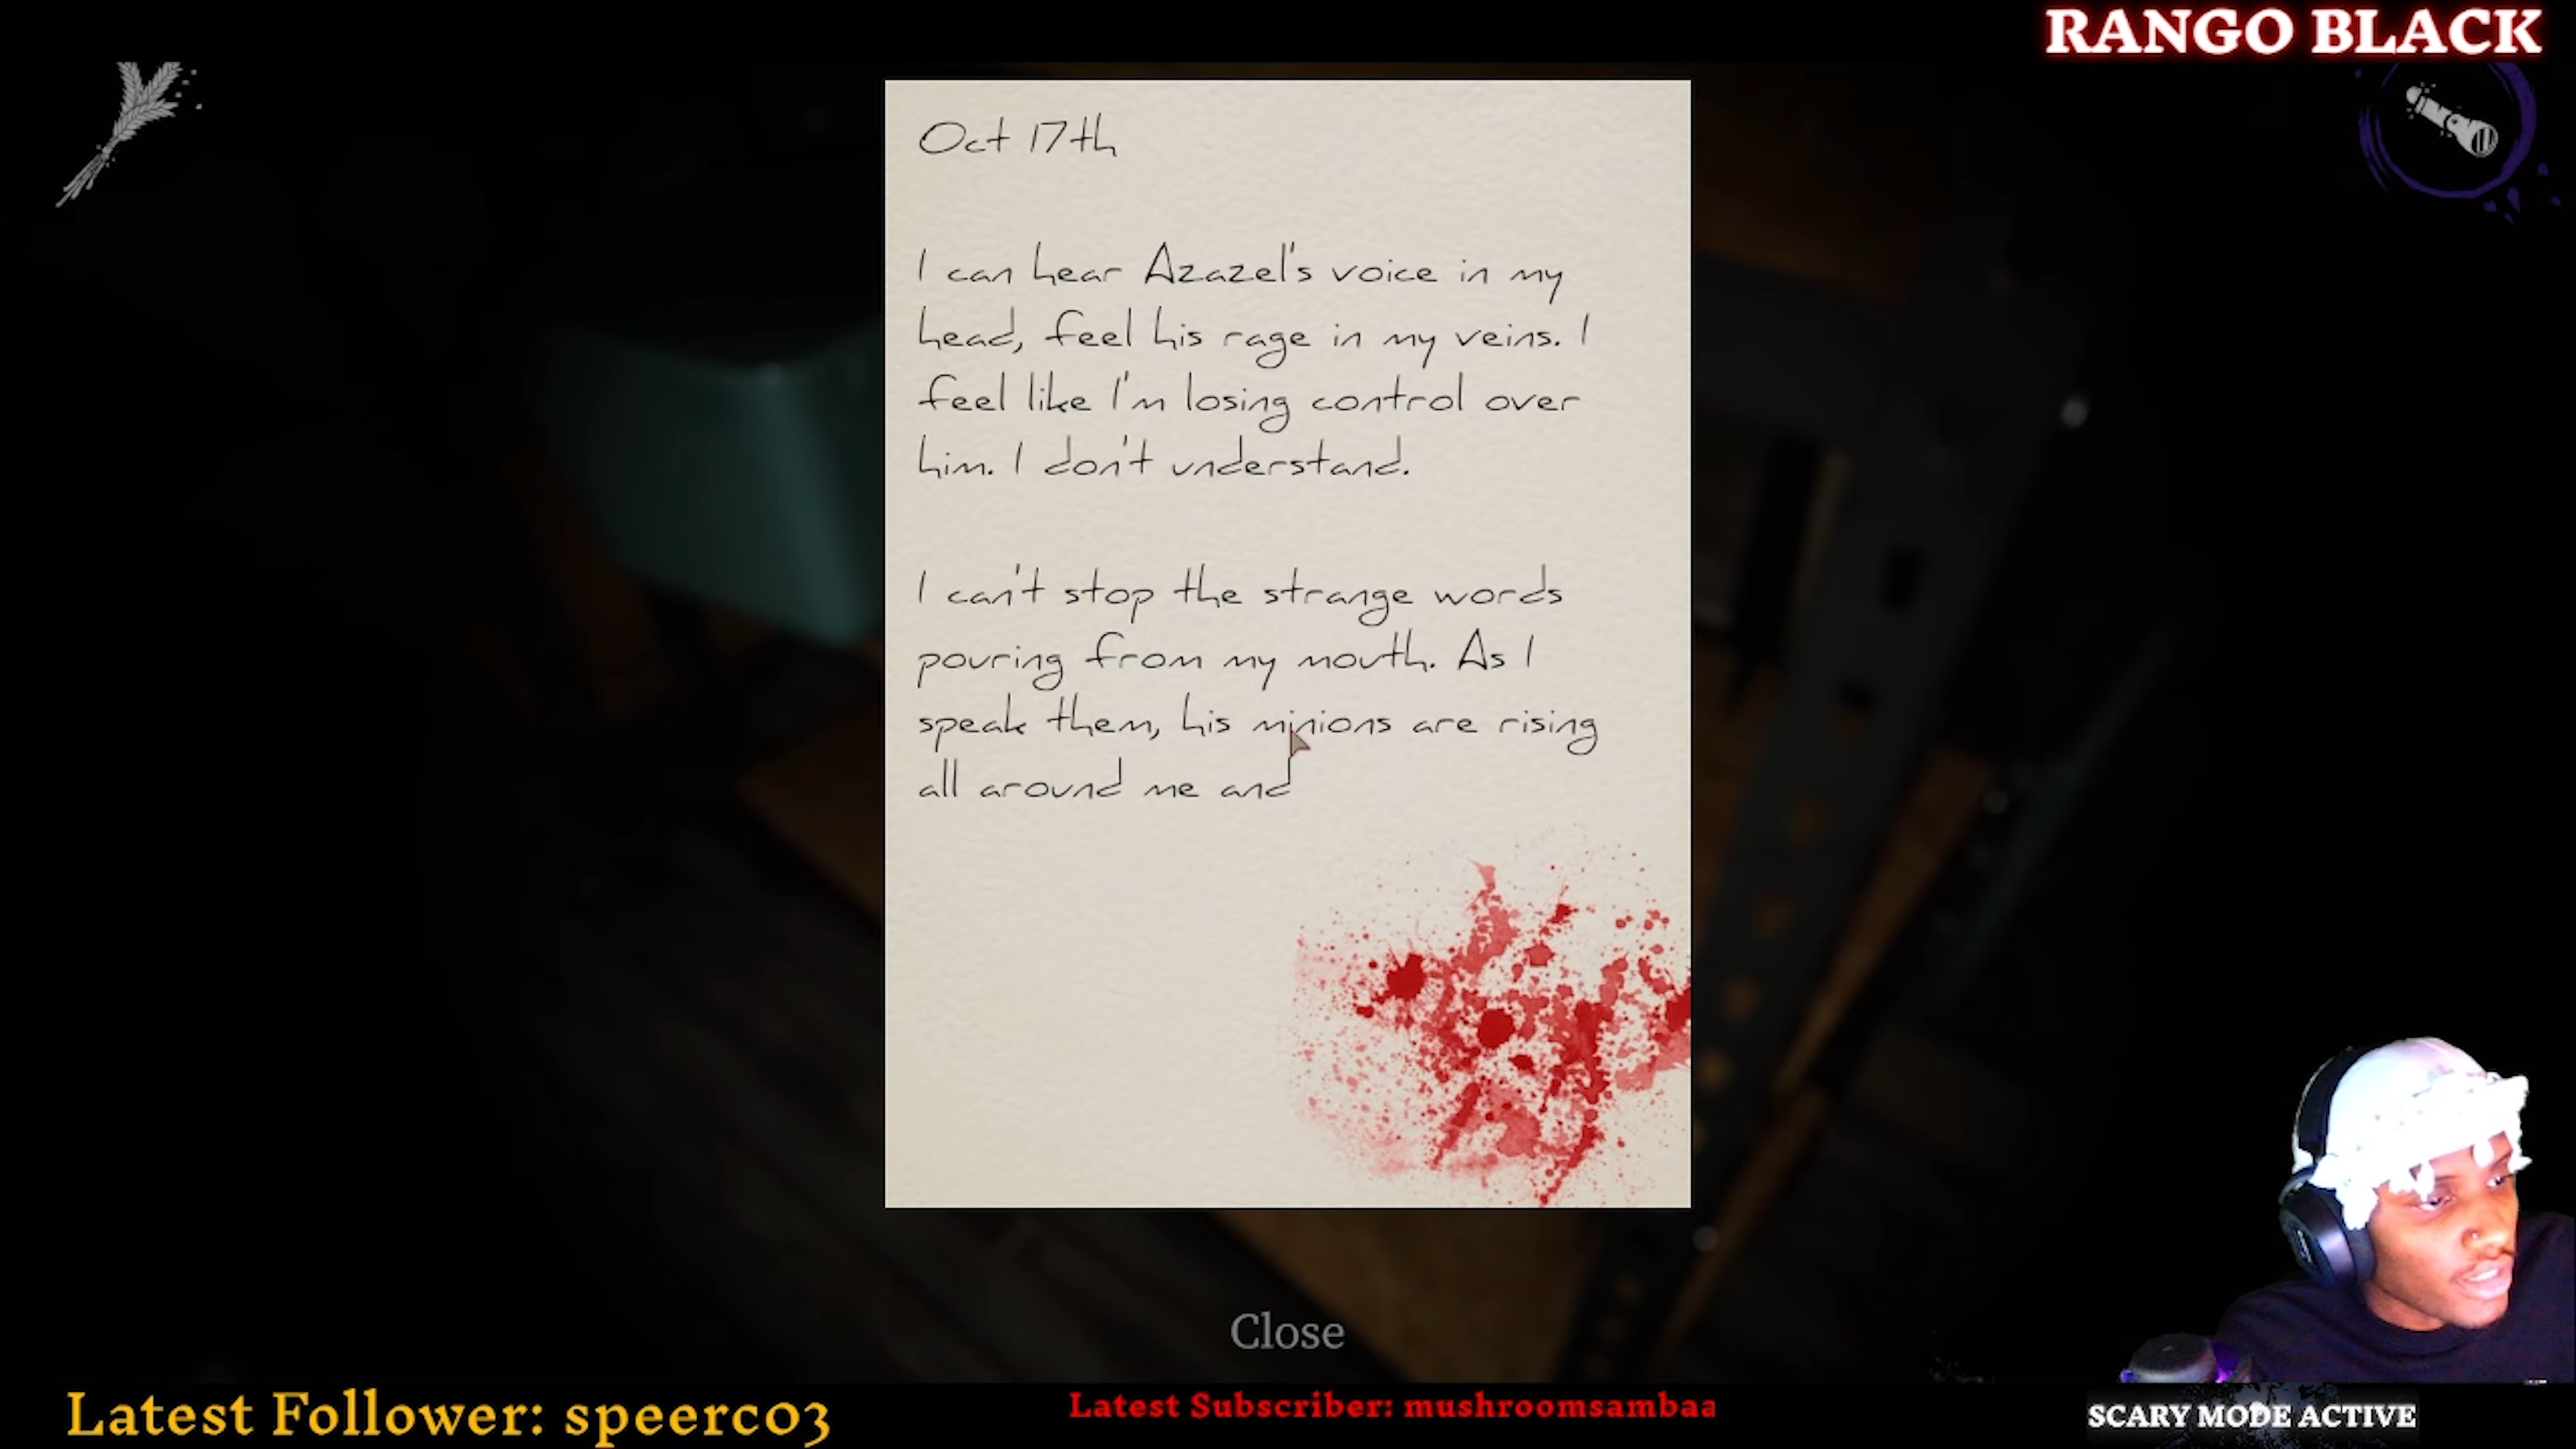 RANGO BLACK
Oct 17th
I can hear Azazel's voice in my
head, feel his rage in my veins. I
feel like I'm losing control over
him. I don't understand.
I can't stop the strange words
pouring from my mouth. As I
speak them, his minions are rising
all around me and
Close
Latest Follower: speerc03
Latest Subscriber: mushroomsambaa
SCARY MODE ACTIVE